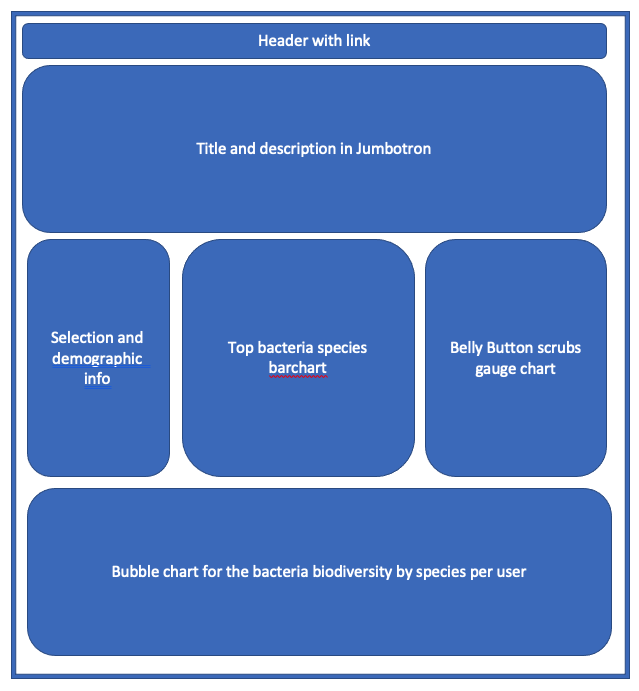 Header with link
Title and description in Jumbotron
Selection and
demographic
info
Top bacteria species
barchart
Belly Button scrubs
gauge chart
Bubble chart for the bacteria biodiversity by species per user